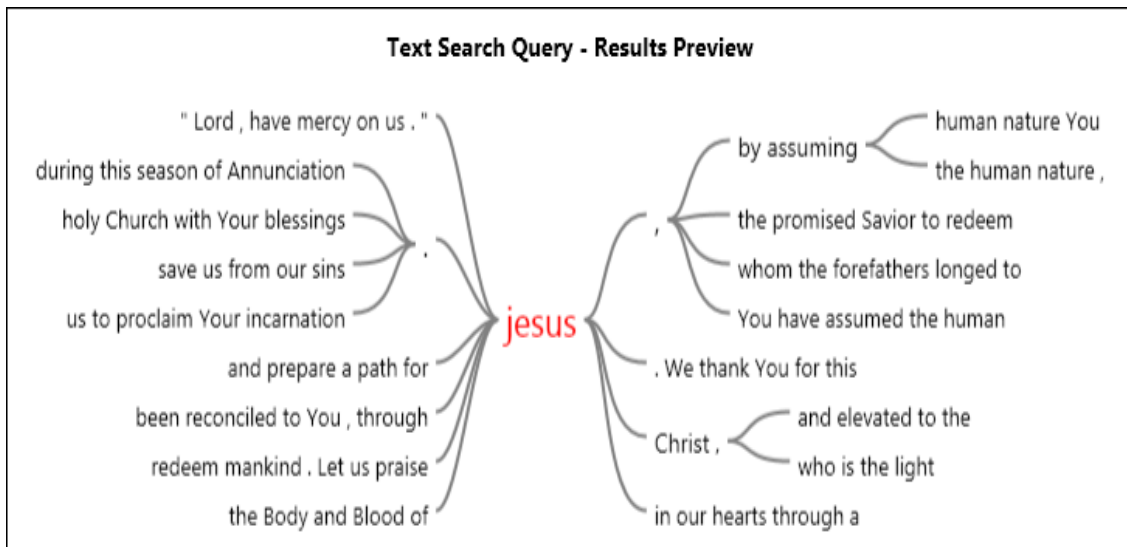 Text Search Query - Results Preview
" Lord , have mercy on us . "
during this season of Annunciation
holy Church with Your blessings
save us from our sins
us to proclaim Your incarnation
.
and prepare a path for
been reconciled to You , through
redeem mankind . Let us praise
the Body and Blood of
jesus
,
by assuming
human nature You
the human nature ,
the promised Savior to redeem
whom the forefathers longed to
You have assumed the human
. We thank You for this
Christ ,
and elevated to the
who is the light
in our hearts through a